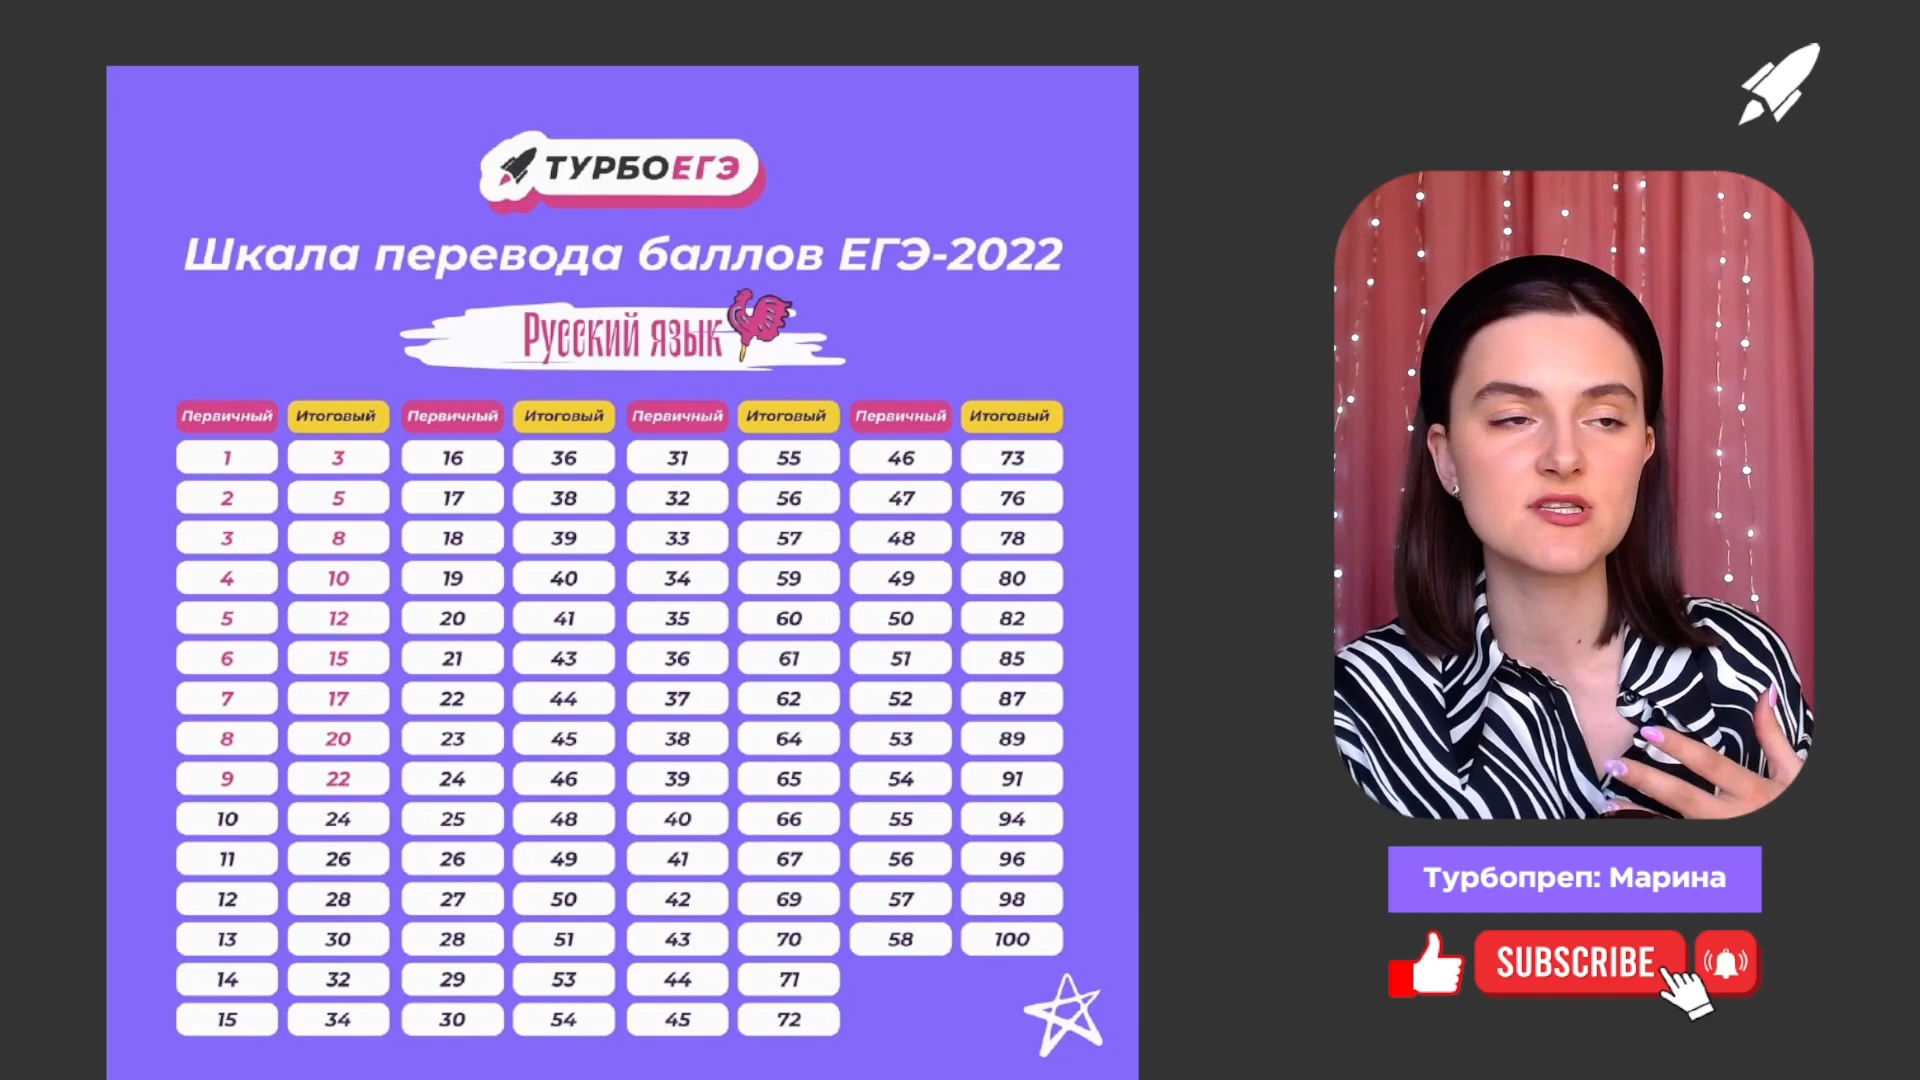 ТУРБОЕГЭ
Шкала перевода баллов ЕГЭ-2022
Русский язык
Первичный Итоговый Первичный Итоговый Первичный Итоговый Первичный Итоговый
1 3 16 36 31 55 46 73
2 5 17 38 32 56 47 76
3 8 18 39 33 57 48 78
4 10 19 40 34 59 49 80
5 12 20 41 35 60 50 82
6 15 21 43 36 61 51 85
7 17 22 44 37 62 52 87
8 20 23 45 38 64 53 89
9 22 24 46 39 65 54 91
10 24 25 48 40 66 55 94
11 26 26 49 41 67 56 96
12 28 27 50 42 69 57 98
13 30 28 51 43 70 58 100
14 32 29 53 44 71
15 34 30 54 45 72
Турбопреп: Марина
SUBSCRIBE